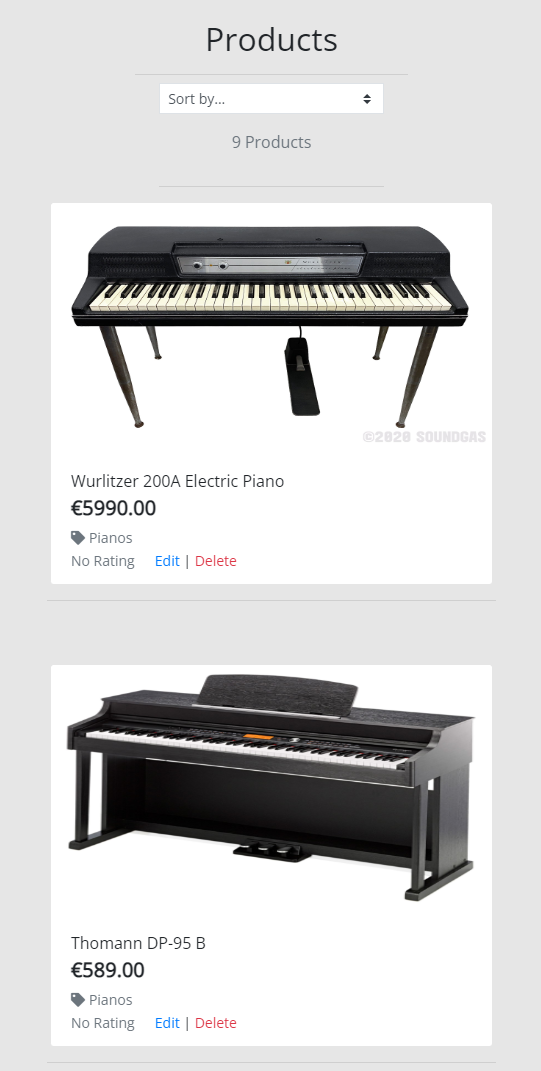 Products
Sort by...
9 Products
©2020 SOUNDGAS
Wurlitzer 200A Electric Piano
€5990.00
Pianos
No Rating Edit | Delete
Thomann DP-95 B
€589.00
Pianos
No Rating Edit | Delete